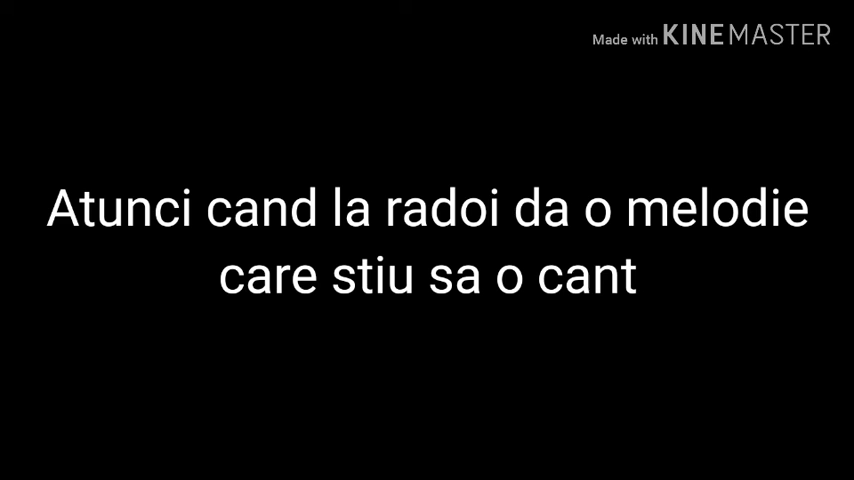 Made with KINEMASTER
Atunci cand la radoi da o melodie
care stiu sa o cant